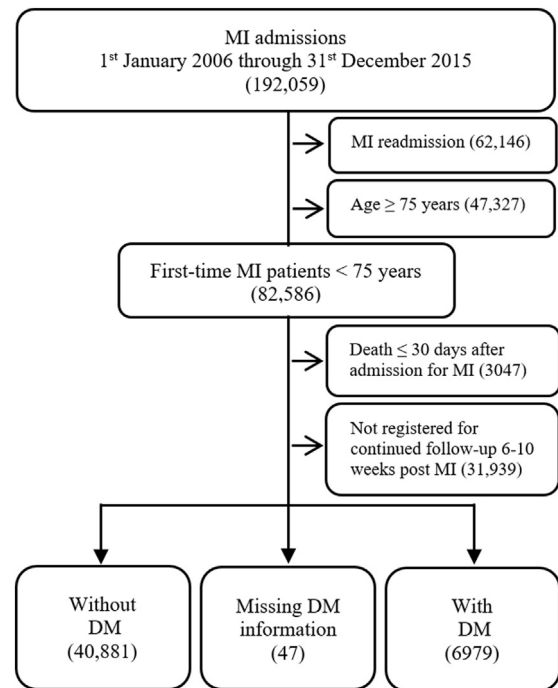 MI admissions
1st January 2006 through 31st December 2015
(192,059)
MI readmission (62,146)
Age ≥ 75 years (47,327)
First-time MI patients < 75 years
(82,586)
Death ≤ 30 days after
admission for MI (3047)
Not registered for
continued follow-up 6-10
weeks post MI (31,939)
Without
DM
(40,881)
Missing DM
information
(47)
With
DM
(6979)